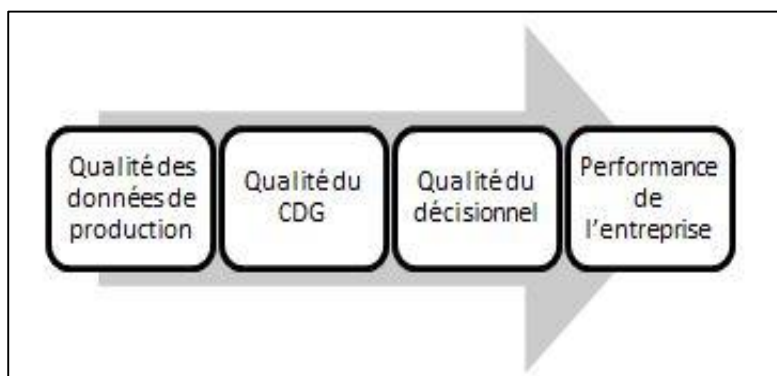 Qualité des
données de
production
Qualité du
CDG
Qualité du
décisionnel
Performance
de
l'entreprise